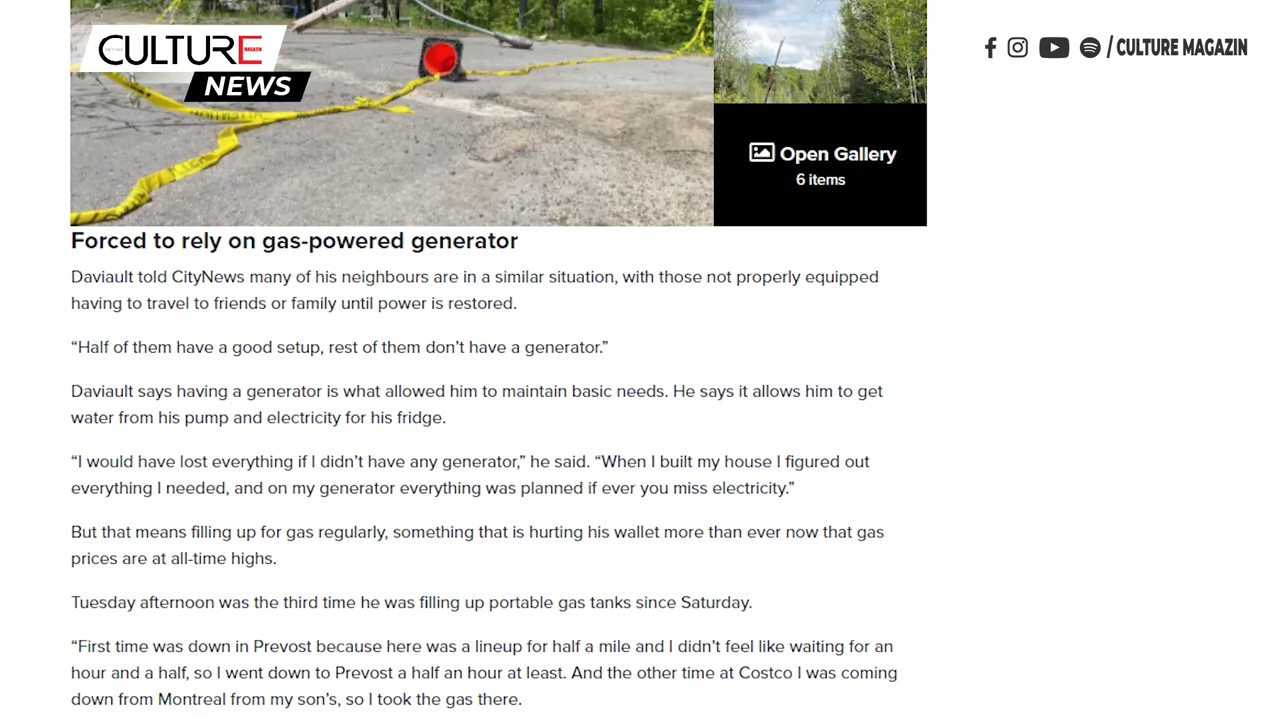 CULTURE
MAGAZIN
NEWS
/ CULTURE MAGAZIN
Open Gallery
6 items
Forced to rely on gas-powered generator
Daviault told CityNews many of his neighbours are in a similar situation, with those not properly equipped
having to travel to friends or family until power is restored.
“Half of them have a good setup, rest of them don’t have a generator.”
Daviault says having a generator is what allowed him to maintain basic needs. He says it allows him to get
water from his pump and electricity for his fridge.
“I would have lost everything if I didn’t have any generator,” he said. “When I built my house I figured out
everything I needed, and on my generator everything was planned if ever you miss electricity.”
But that means filling up for gas regularly, something that is hurting his wallet more than ever now that gas
prices are at all-time highs.
Tuesday afternoon was the third time he was filling up portable gas tanks since Saturday.
“First time was down in Prevost because here was a lineup for half a mile and I didn’t feel like waiting for an
hour and a half, so I went down to Prevost a half an hour at least. And the other time at Costco I was coming
down from Montreal from my son’s, so I took the gas there.